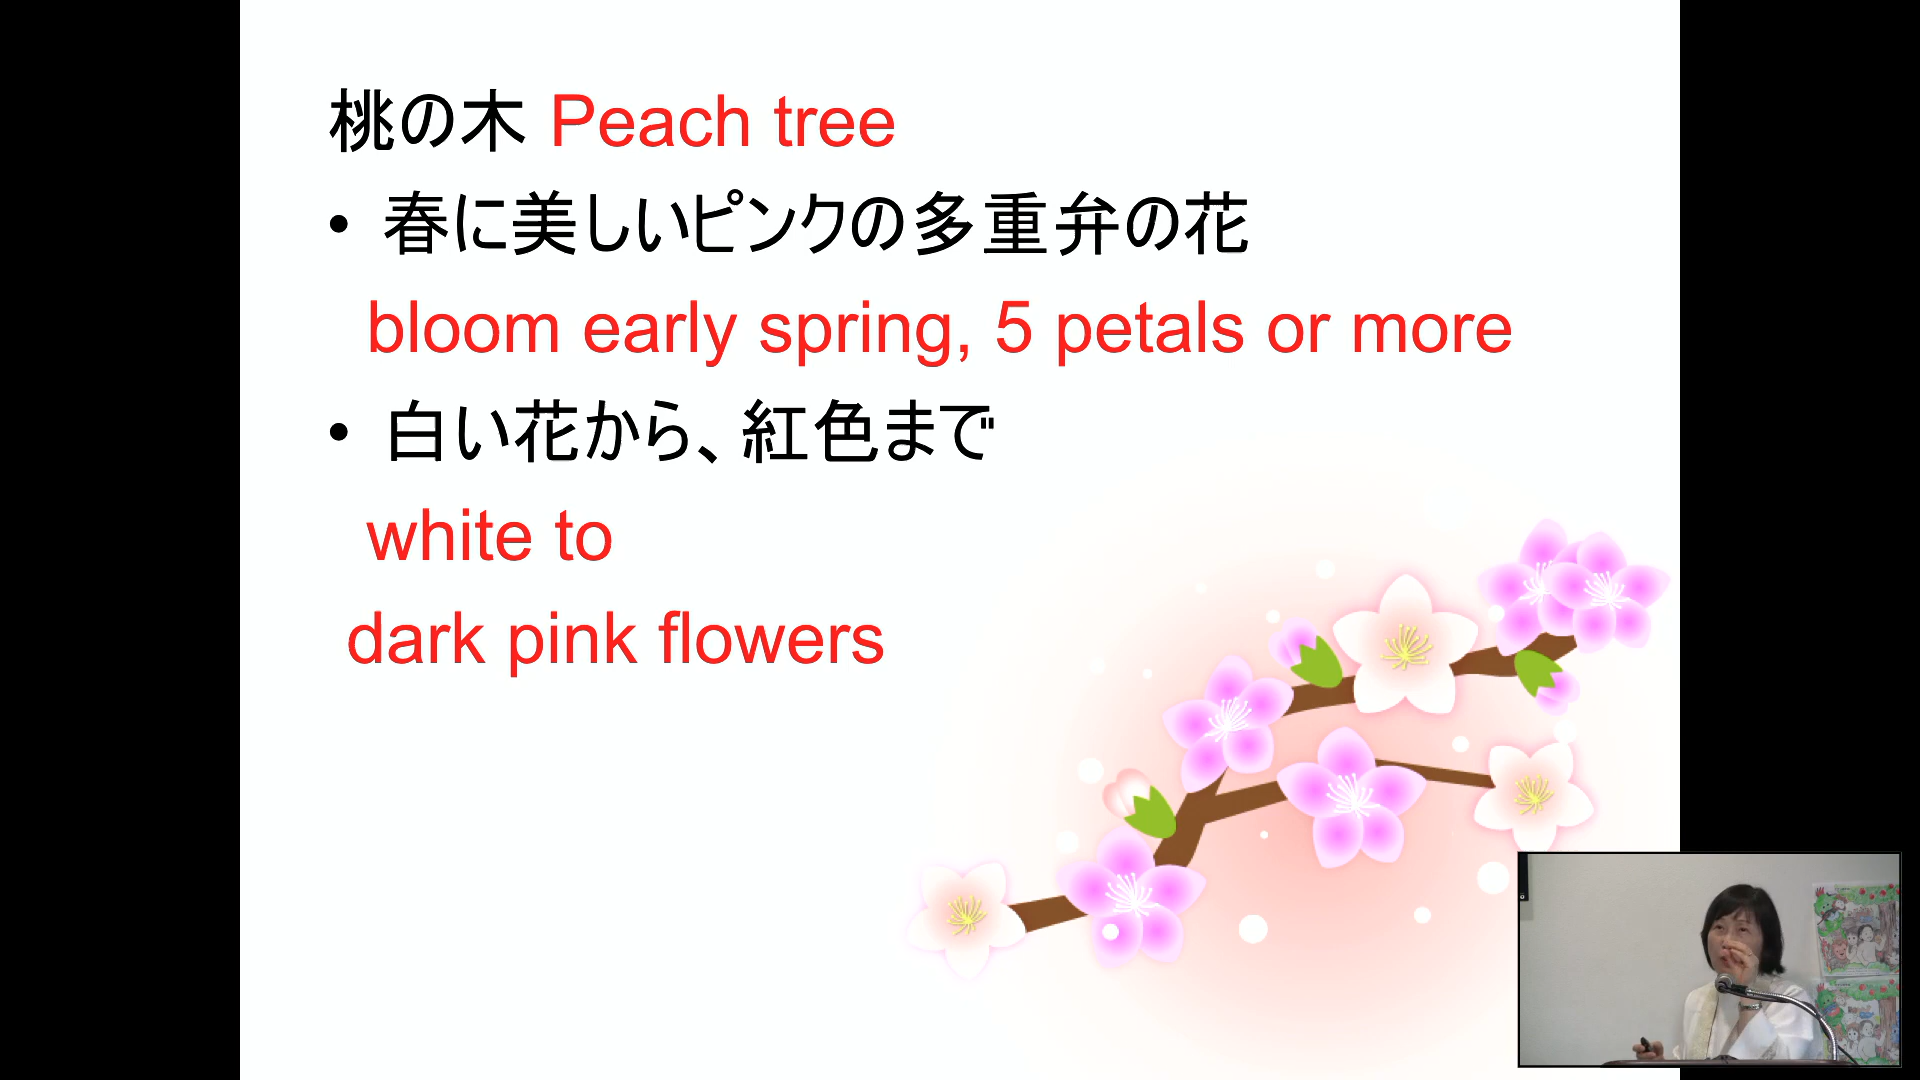 桃の木 Peach tree
• 春に美しいピンクの多重弁の花
bloom early spring, 5 petals or more
• 白い花から、紅色まで
white to
dark pink flowers